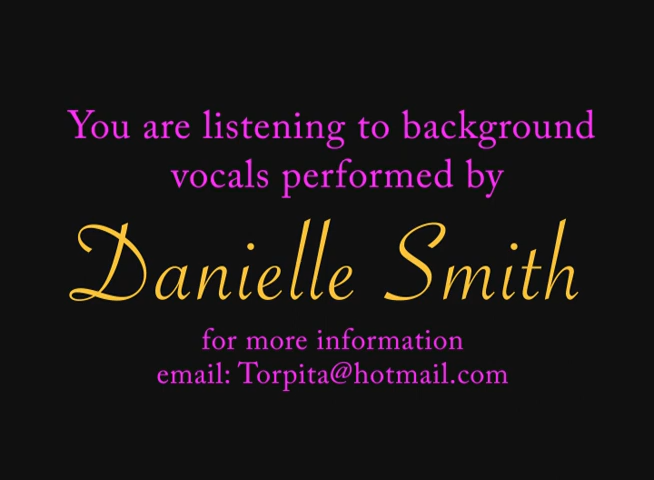 You are listening to background
vocals performed by
Danielle Smith
for more information
email: Torpita@hotmail.com